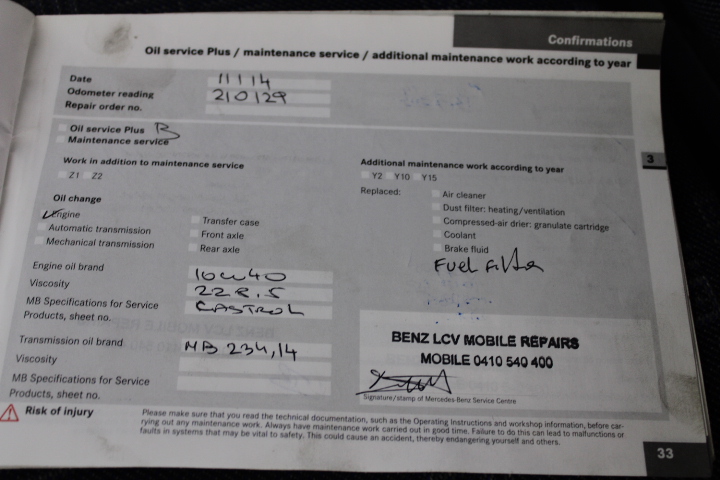 Confirmations
Oil service Plus / maintenance service / additional maintenance work according to year
Date 11114
Odometer reading 210129
Repair order no.
Oil service Plus B
Maintenance service
Work in addition to maintenance service
Z1 Z2
Oil change
Engine
Automatic transmission
Mechanical transmission
Transfer case
Front axle
Rear axle
Engine oil brand 10W40
Viscosity 228.5
MB Specifications for Service CASTROL
Products, sheet no.
Transmission oil brand MB 234,14
Viscosity
MB Specifications for Service
Products, sheet no.
Additional maintenance work according to year
Y2 Y10 Y15
Replaced:
Air cleaner
Dust filter: heating/ventilation
Compressed-air drier: granulate cartridge
Coolant
Brake fluid
Fuel Filter
BENZ LCV MOBILE REPAIRS
MOBILE 0410 540 400
Signature/stamp of Mercedes-Benz Service Centre
3
Risk of injury
Please make sure that you read the technical documentation, such as the Operating Instructions and workshop information, before car-
rying out any maintenance work. Always have maintenance work carried out in good time. Failure to do this can lead to malfunctions or
faults in systems that may be vital to safety. This could cause an accident, thereby endangering yourself and others.
33